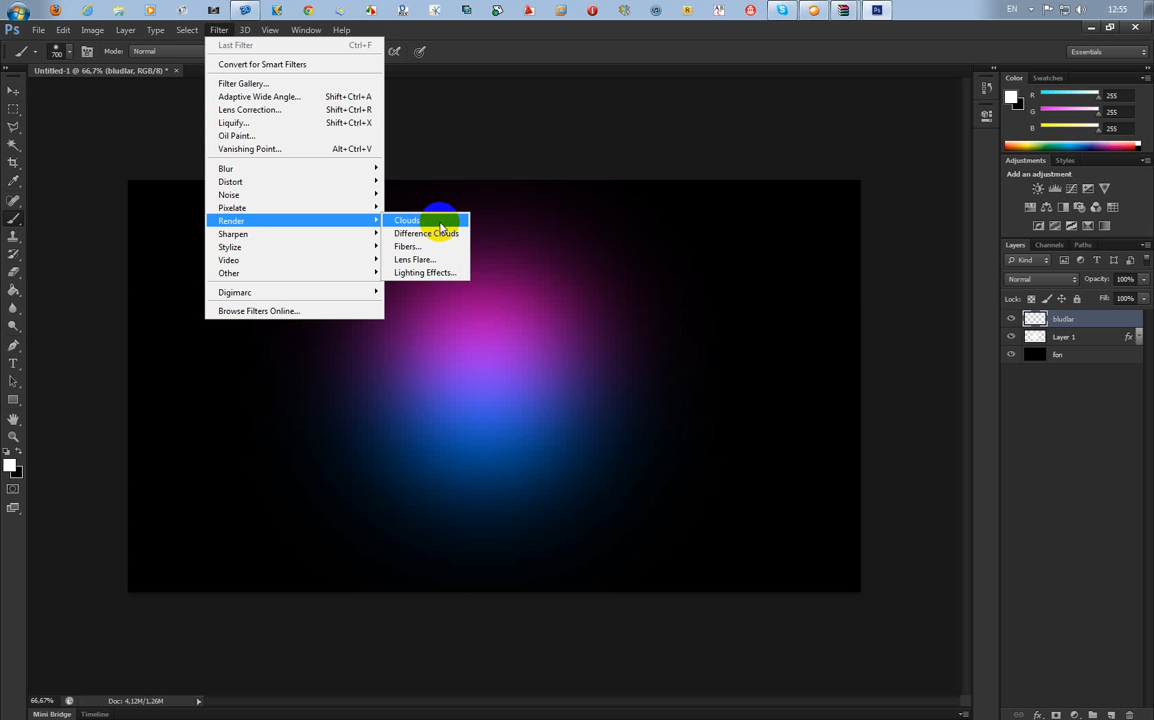 EN 12:55
Ps File Edit Image Layer Type Select Filter 3D View Window Help
700 Mode: Normal Essentials
Untitled-1 @ 66,7% (bludlar, RGB/8) * ×
Last Filter Ctrl+F
Convert for Smart Filters
Filter Gallery...
Adaptive Wide Angle... Shift+Ctrl+A
Lens Correction... Shift+Ctrl+R
Liquify... Shift+Ctrl+X
Oil Paint...
Vanishing Point... Alt+Ctrl+V
Blur
Distort
Noise
Pixelate
Render
Sharpen
Stylize
Video
Other
Digimarc
Browse Filters Online...
Clouds
Difference Clouds
Fibers...
Lens Flare...
Lighting Effects...
Color Swatches
R 255
G 255
B 255
Adjustments Styles
Add an adjustment
Layers Channels Paths
Kind
Normal Opacity: 100%
Lock: Fill: 100%
bludlar
Layer 1 fx
fon
66,67% Doc: 4,12M/1,26M
Mini Bridge Timeline
fx